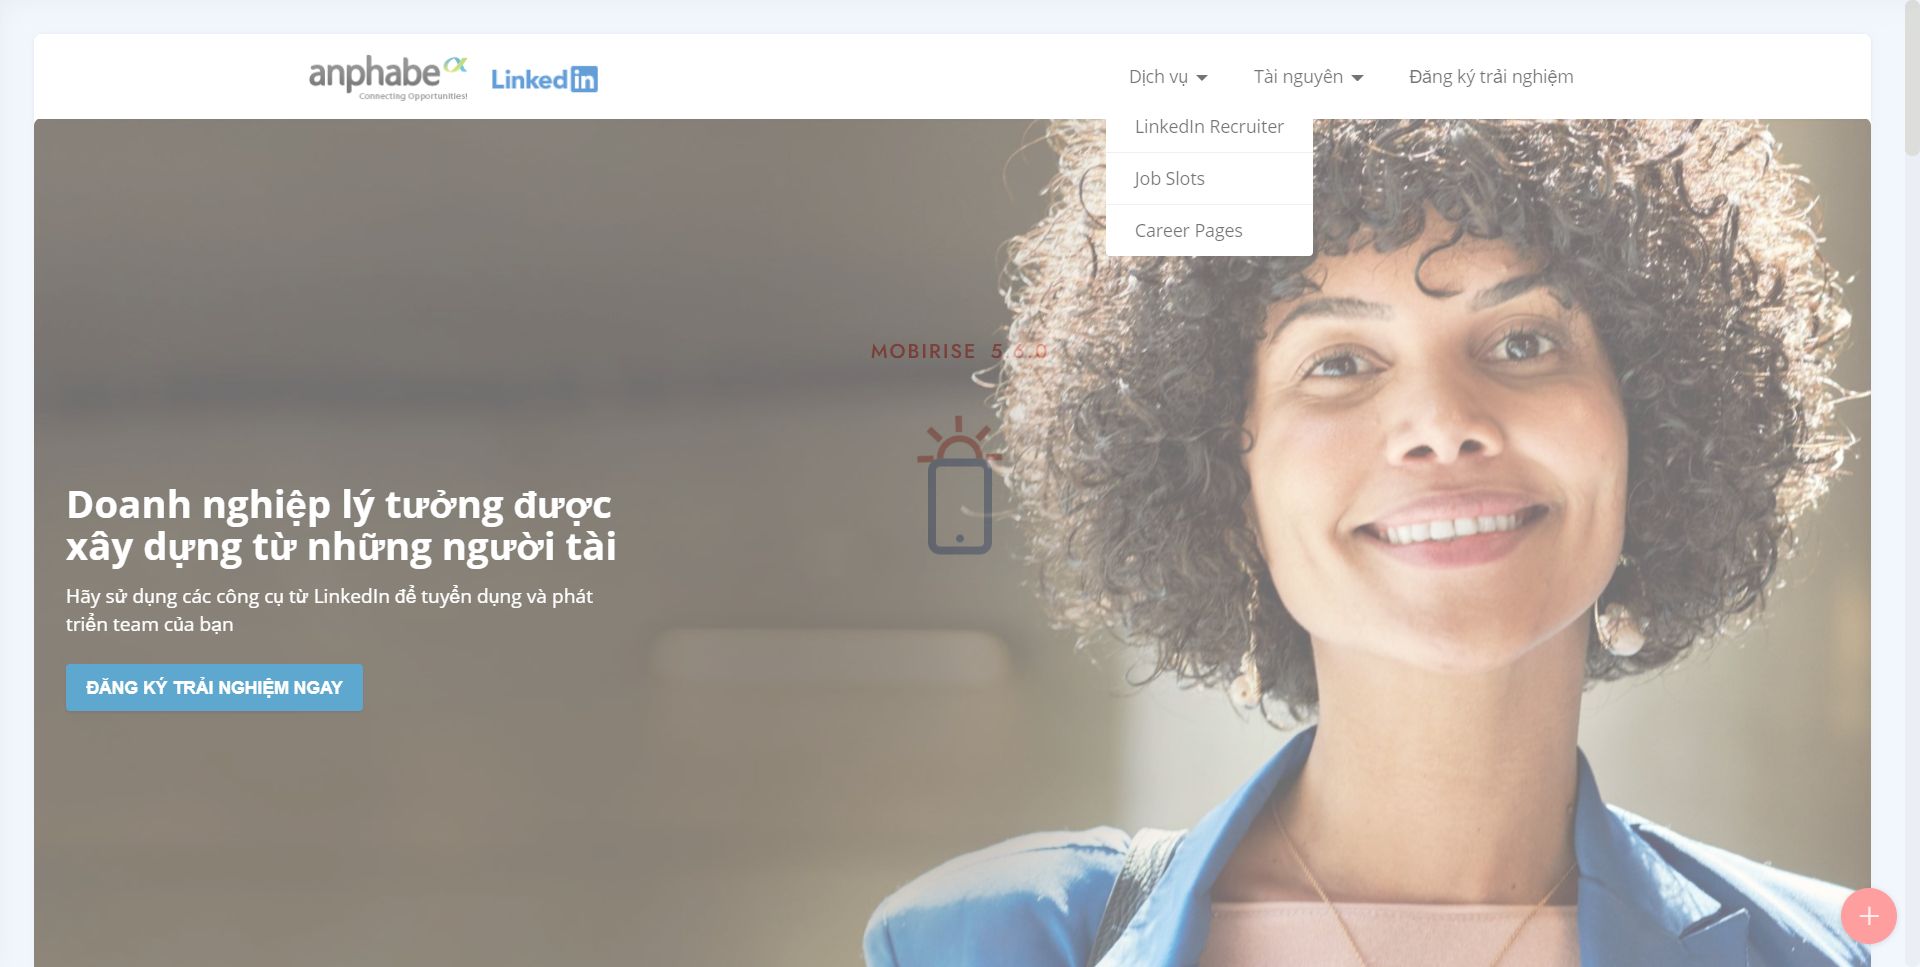 anphabe
Connecting Opportunities!
Linked in
Dịch vụ
Tài nguyên
Đăng ký trải nghiệm
LinkedIn Recruiter
Job Slots
Career Pages
MOBIRISE 5.6.0
Doanh nghiệp lý tưởng được
xây dựng từ những người tài
Hãy sử dụng các công cụ từ LinkedIn để tuyển dụng và phát
triển team của bạn
ĐĂNG KÝ TRẢI NGHIỆM NGAY